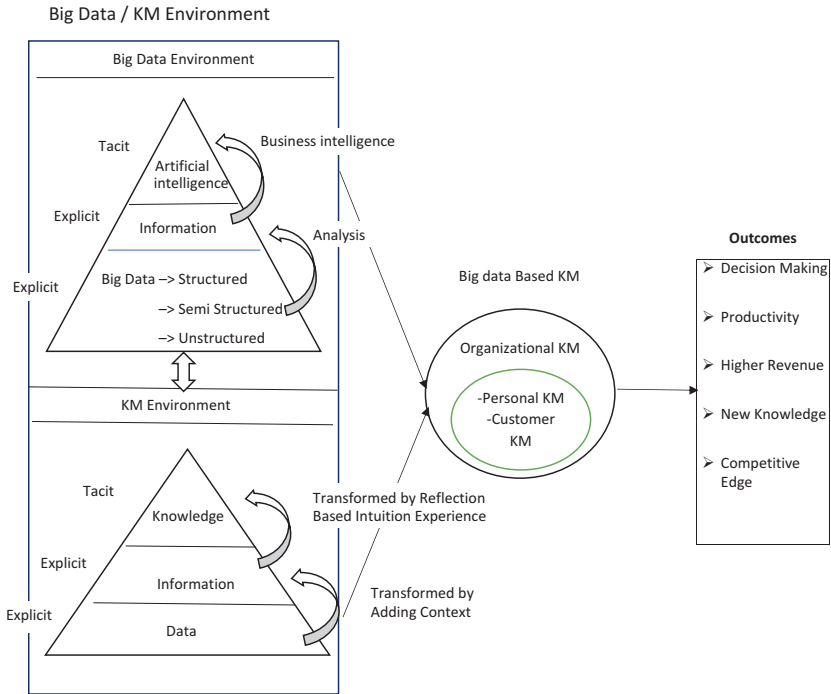 Big Data / KM Environment
Big Data Environment
Tacit
Business intelligence
Artificial
intelligence
Explicit
Information
Analysis
Explicit
Big Data –> Structured
–> Semi Structured
–> Unstructured
KM Environment
Tacit
Knowledge
Transformed by Reflection
Based Intuition Experience
Explicit
Information
Transformed by
Adding Context
Explicit
Data
Big data Based KM
Organizational KM
-Personal KM
-Customer
KM
Outcomes
➢ Decision Making
➢ Productivity
➢ Higher Revenue
➢ New Knowledge
➢ Competitive
Edge